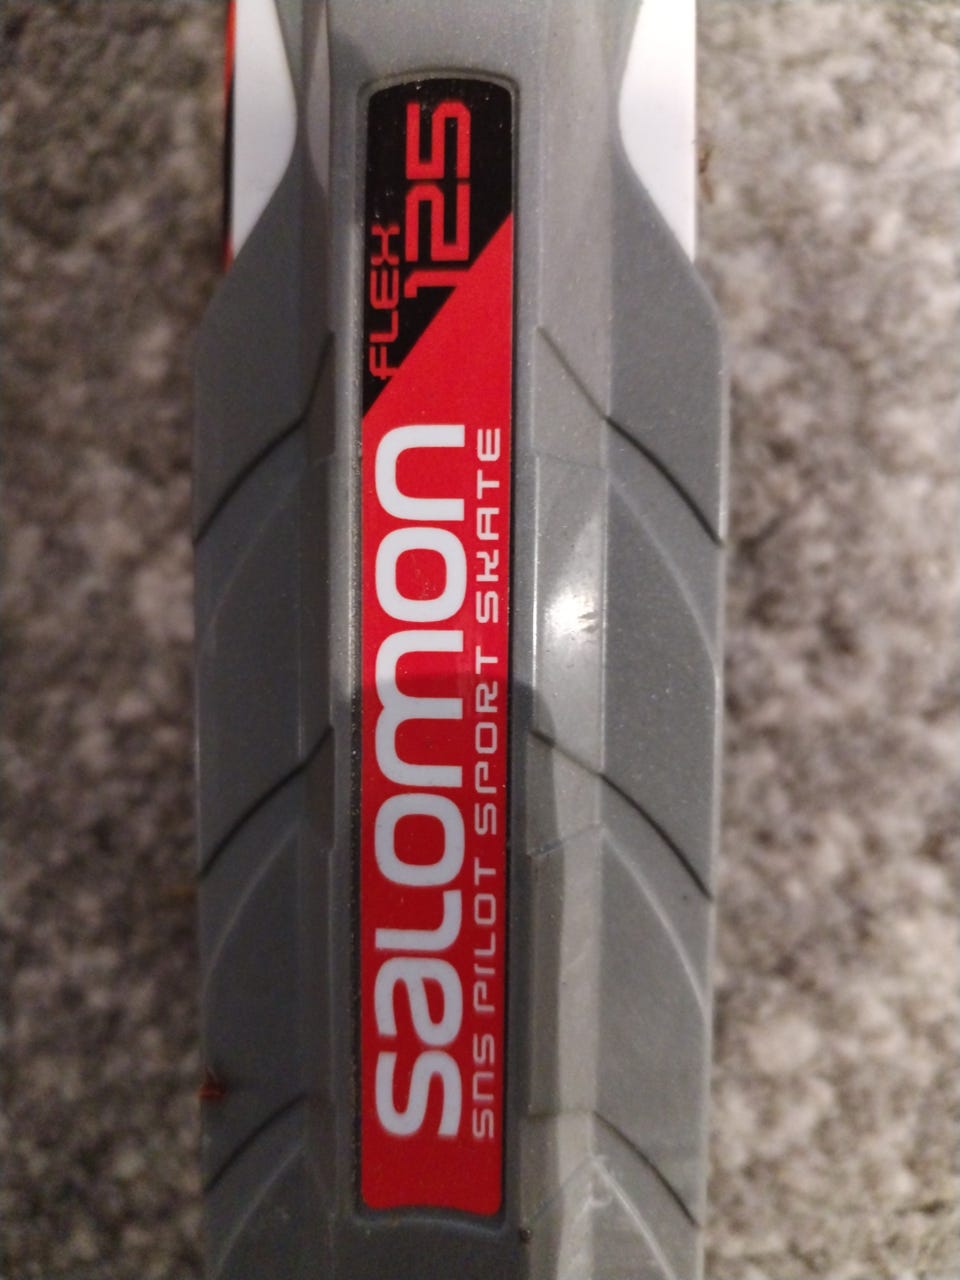 FLEX
125
salomon
SNS PILOT SPORT SKATE